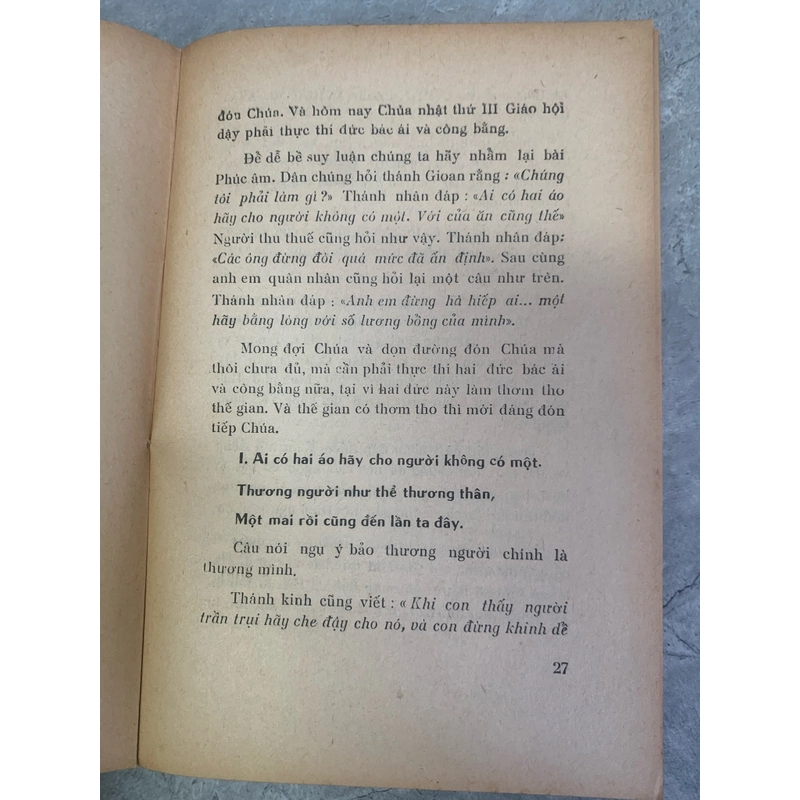 đón Chúa. Và hôm nay Chủa nhật thứ III Giáo hội
dậy phải thực thi đức bác ái và công bằng.
Đề dễ bề suy luận chúng ta hãy nhằm lại bài
Phúc âm. Dân chúng hỏi thánh Gioan rằng : «Chúng
tôi phải làm gì ?» Thánh nhân đáp : «Ai có hai áo
hãy cho người không có một. Với của ăn cũng thế»
Người thu thuế cũng hỏi như vậy. Thánh nhân đáp:
«Các ông đừng đòi quá mức đã ấn định». Sau cùng
anh em quân nhân cũng hỏi lại một câu như trên.
Thánh nhân đáp : «Anh em đừng hà hiếp ai... một
hãy bằng lòng với số lương bồng của mình».
Mong đợi Chúa và dọn đường đón Chúa mà
thôi chưa đủ, mà cần phải thực thi hai đức bác ái
và công bằng nữa, tại vì hai đức này làm thơm tho
thế gian. Và thế gian có thơm tho thì mới đáng đón
tiếp Chúa.
I. Ai có hai áo hãy cho người không có một.
Thương người như thể thương thân,
Một mai rồi cũng đến lần ta đây.
Câu nói ngụ ý bảo thương người chính là
thương mình.
Thánh kinh cũng viết : « Khi con thấy người
trần trụi hãy che đậy cho nó, và con đừng khinh dề
27